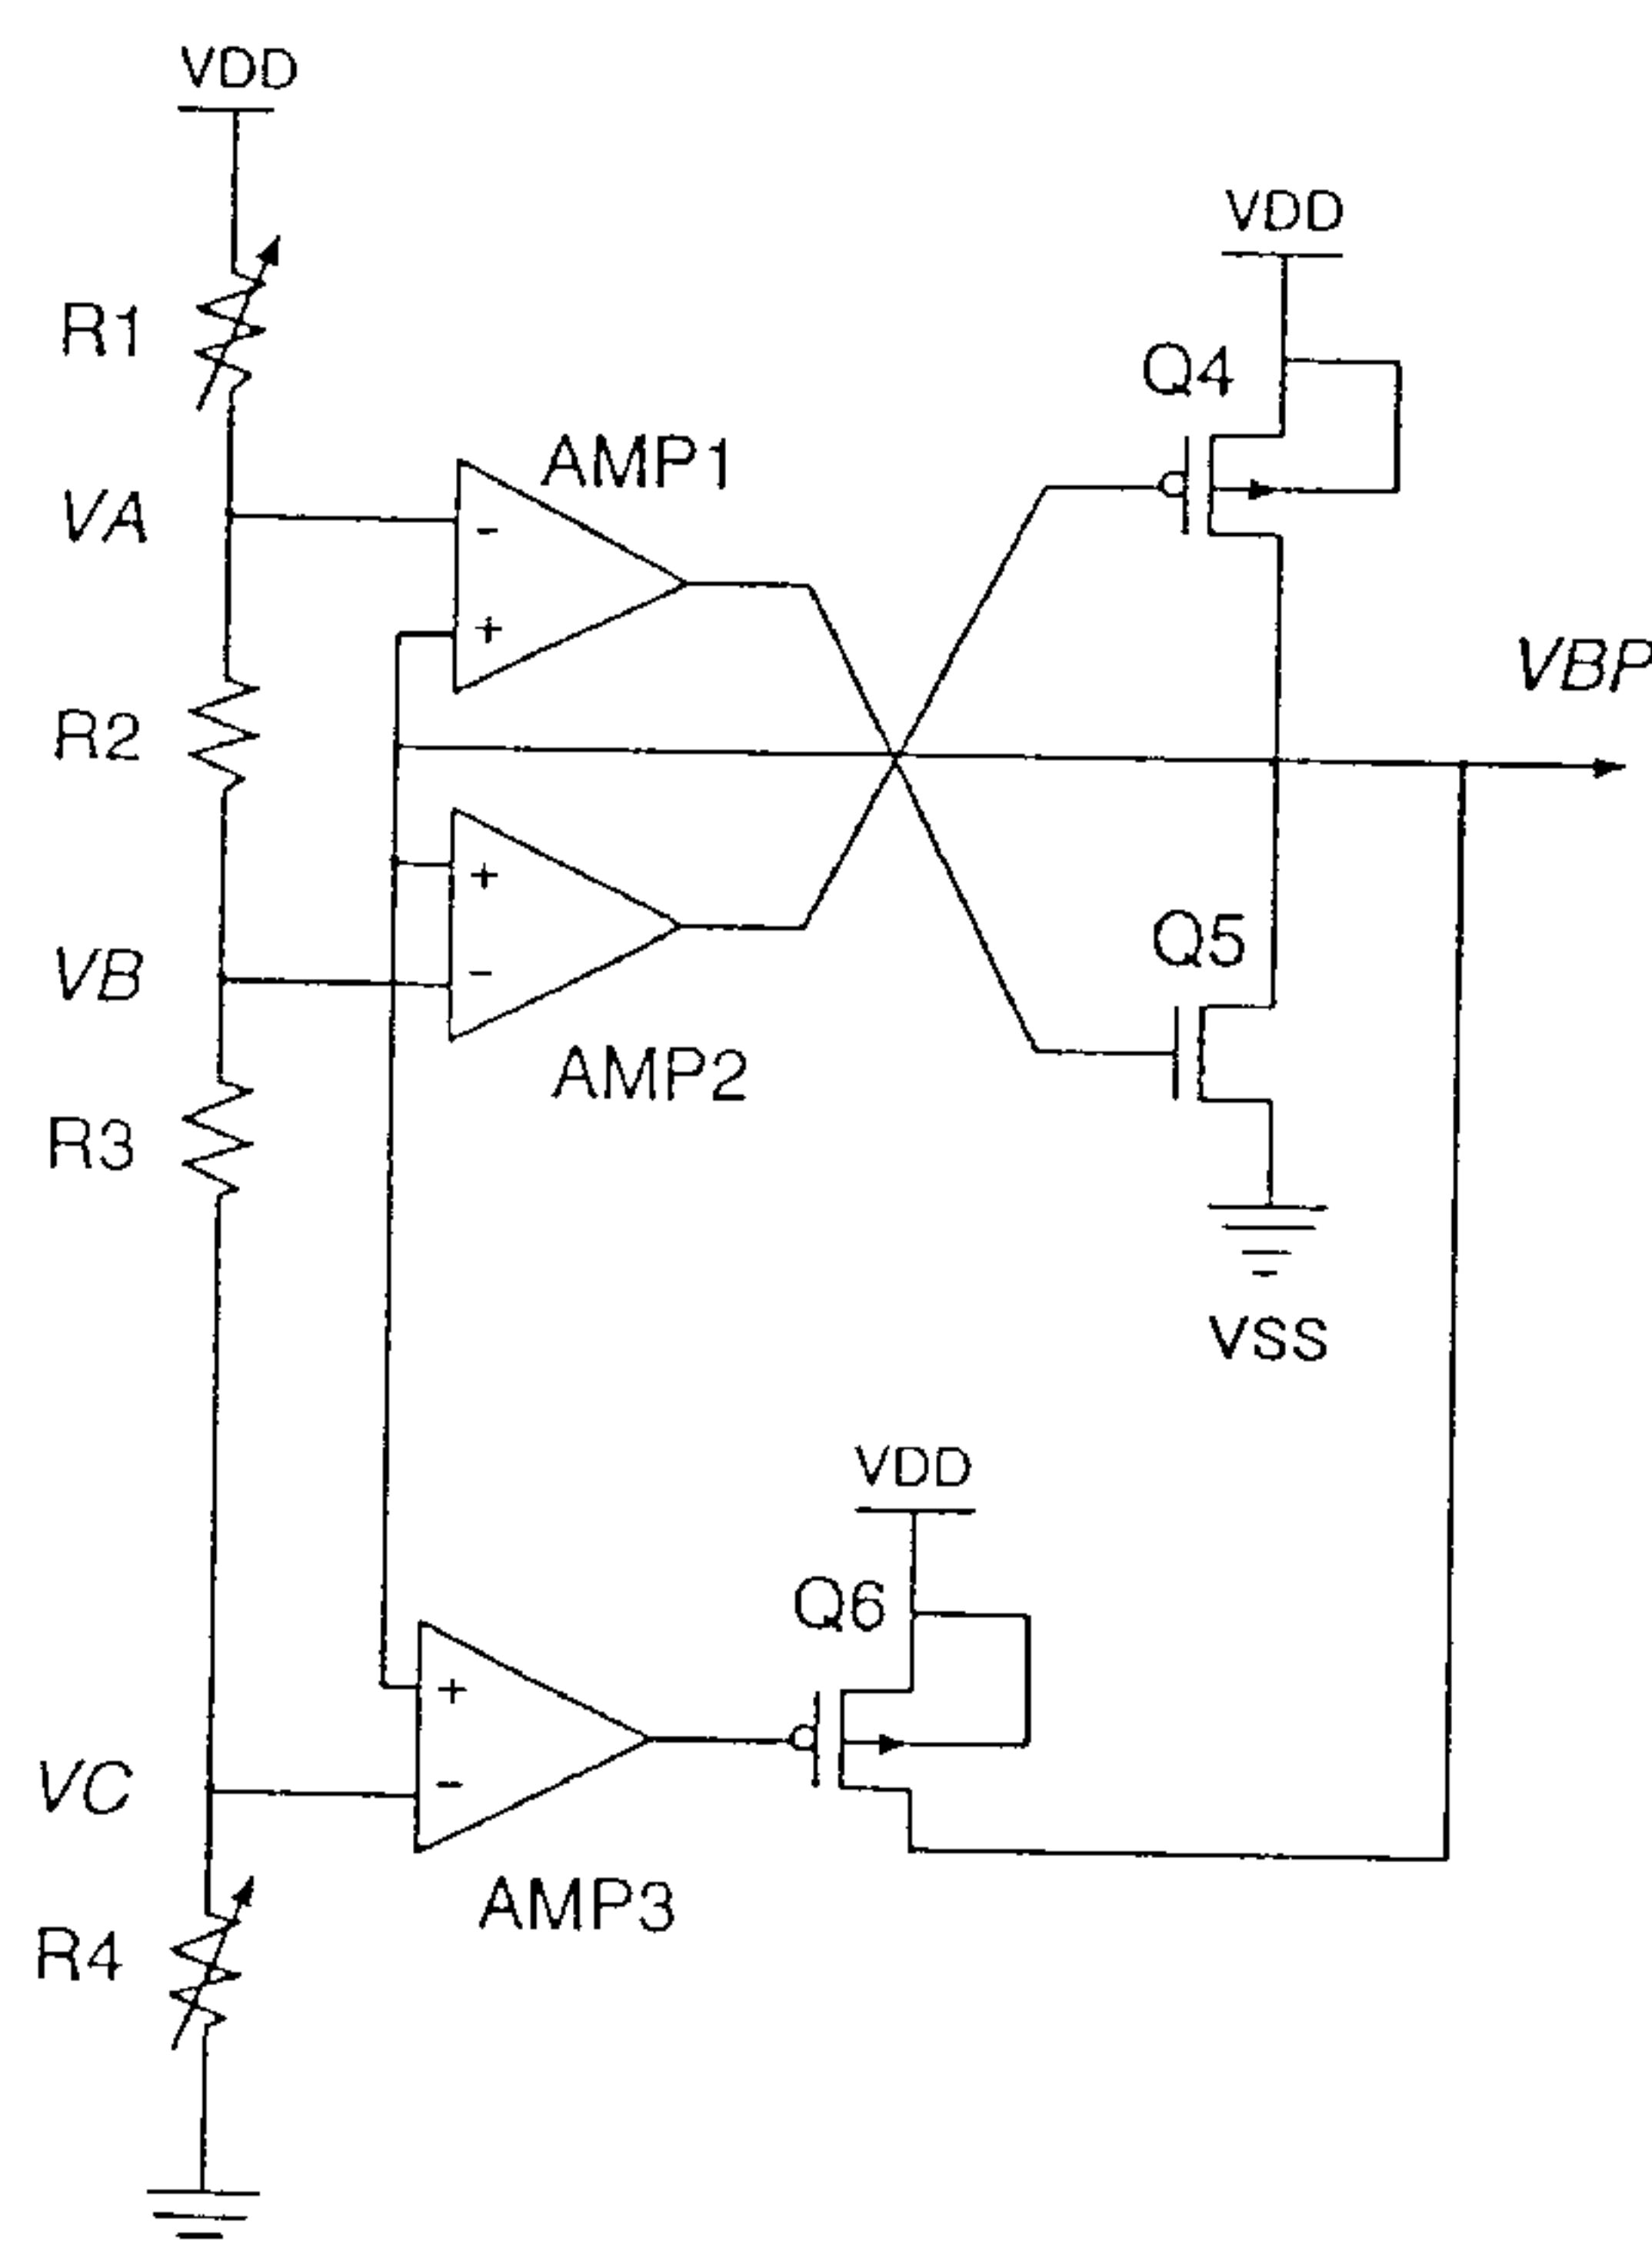 VDD
VDD
R1
Q4
AMP1
VA
-
+
VBP
R2
+
Q5
VB
-
AMP2
R3
VSS
VDD
Q6
+
VC
-
AMP3
R4